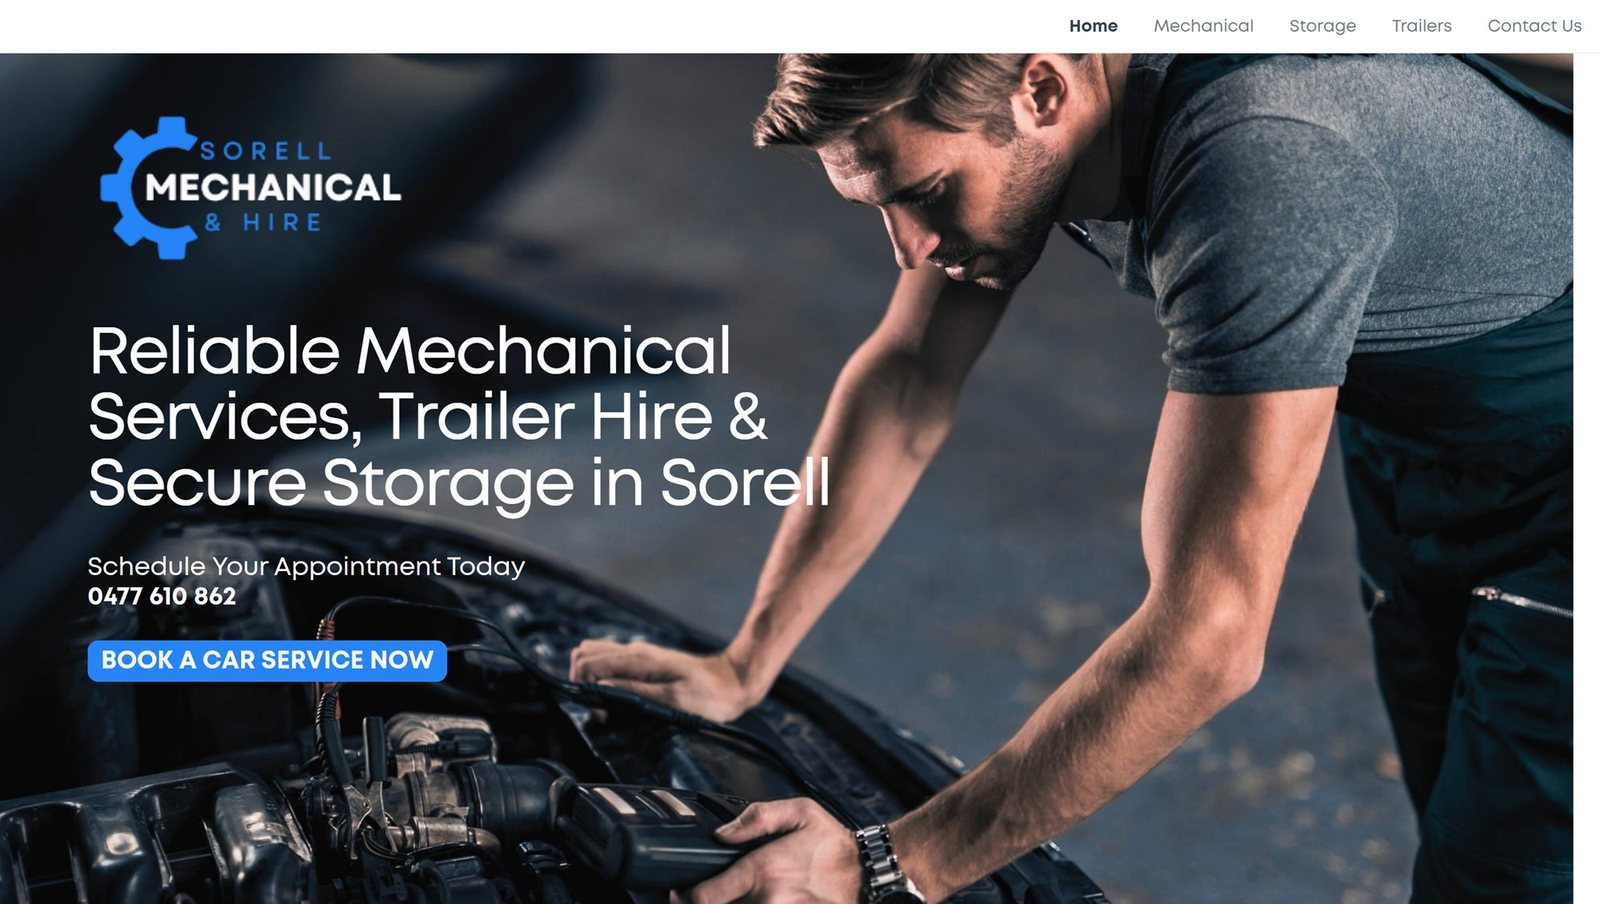 Home Mechanical Storage Trailers Contact Us
SORELL
MECHANICAL
& HIRE
Reliable Mechanical
Services, Trailer Hire &
Secure Storage in Sorell
Schedule Your Appointment Today
0477 610 862
BOOK A CAR SERVICE NOW